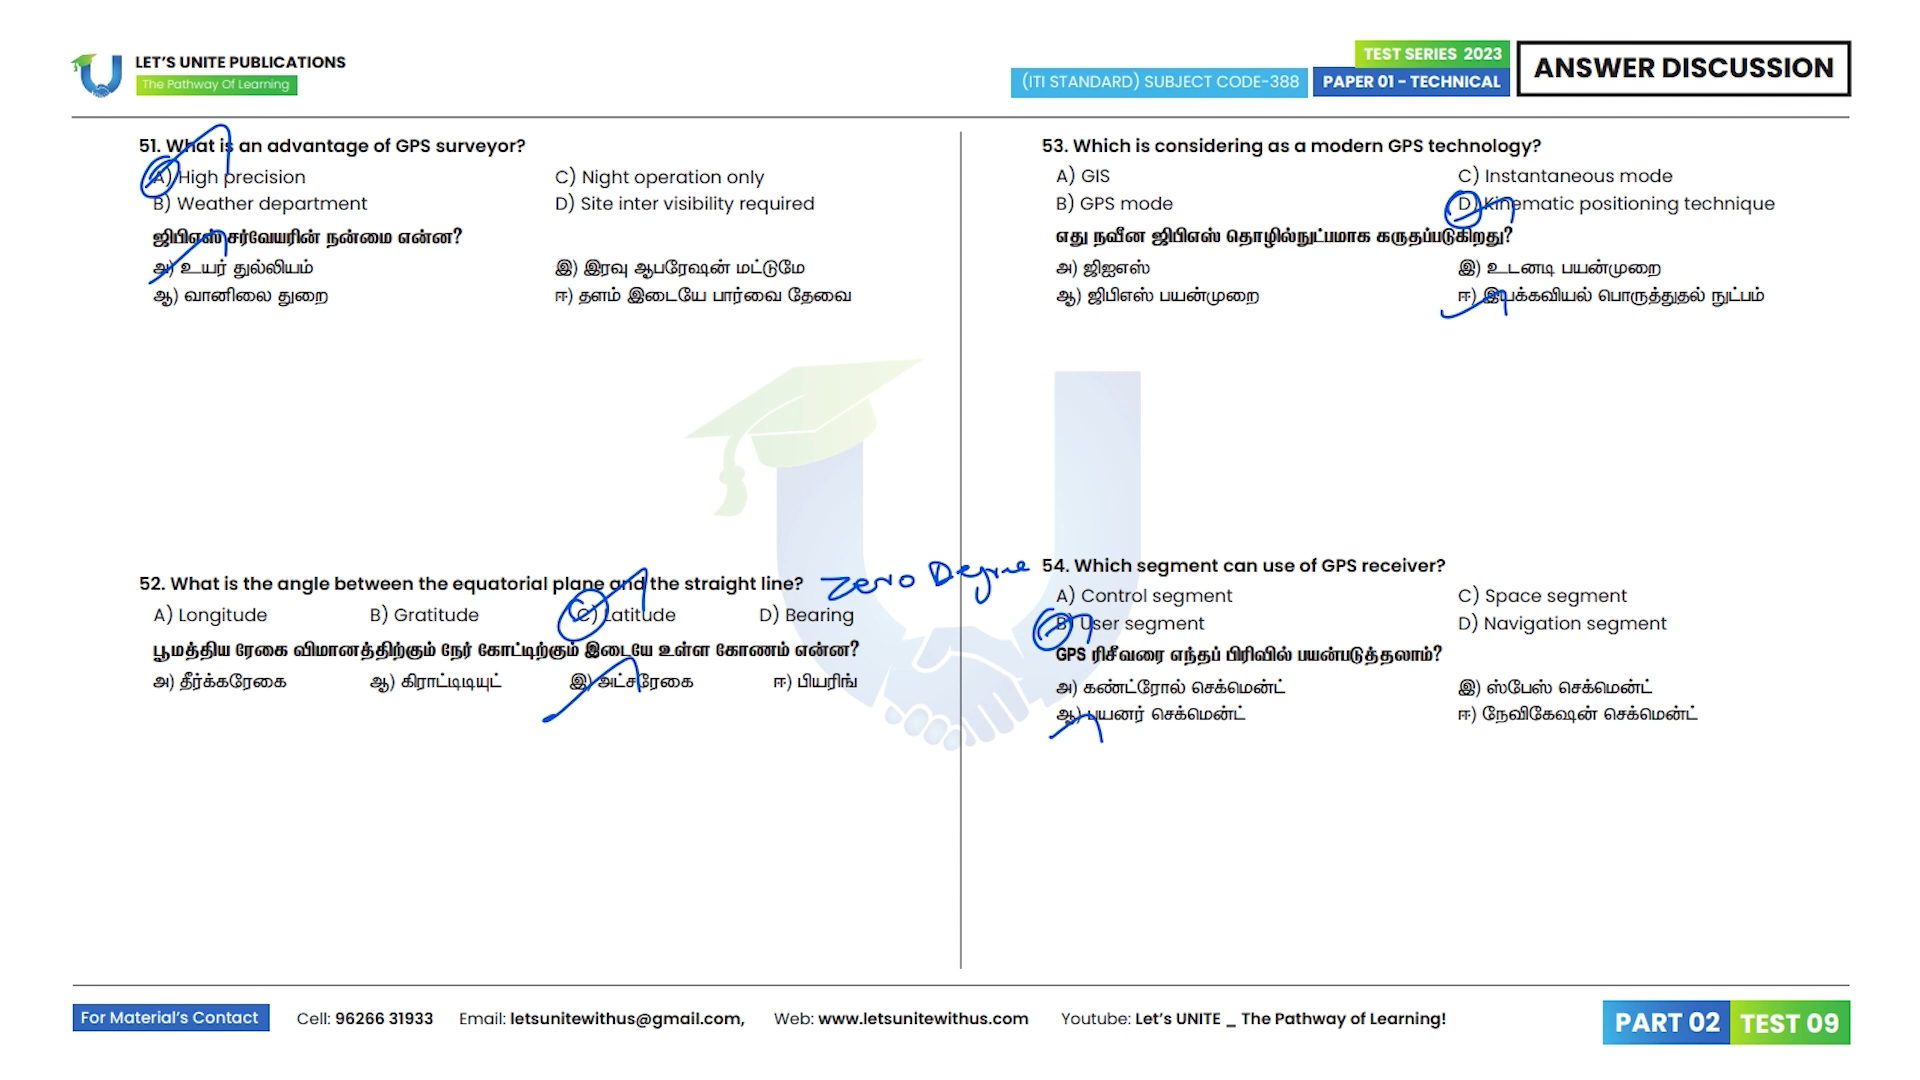 LET'S UNITE PUBLICATIONS
The Pathway Of Learning
TEST SERIES 2023
(ITI STANDARD) SUBJECT CODE-388
PAPER 01 - TECHNICAL
ANSWER DISCUSSION
51. What is an advantage of GPS surveyor?
A) High precision
C) Night operation only
B) Weather department
D) Site inter visibility required
ஜிபிஎஸ் சர்வேயரின் நன்மை என்ன?
அ) உயர் துல்லியம்
இ) இரவு ஆபரேஷன் மட்டுமே
ஆ) வானிலை துறை
ஈ) தளம் இடையே பார்வை தேவை
52. What is the angle between the equatorial plane and the straight line? Zero Degree
A) Longitude B) Gratitude C) Latitude D) Bearing
பூமத்திய ரேகை விமானத்திற்கும் நேர் கோட்டிற்கும் இடையே உள்ள கோணம் என்ன?
அ) தீர்க்கரேகை ஆ) கிராட்டிடியுட் இ) அட்சரேகை ஈ) பியரிங்
53. Which is considering as a modern GPS technology?
A) GIS
C) Instantaneous mode
B) GPS mode
D) Kinematic positioning technique
எது நவீன ஜிபிஎஸ் தொழில்நுட்பமாக கருதப்படுகிறது?
அ) ஜிஐஎஸ்
இ) உடனடி பயன்முறை
ஆ) ஜிபிஎஸ் பயன்முறை
ஈ) இயக்கவியல் பொருத்துதல் நுட்பம்
54. Which segment can use of GPS receiver?
A) Control segment
C) Space segment
B) User segment
D) Navigation segment
GPS ரிசீவரை எந்தப் பிரிவில் பயன்படுத்தலாம்?
அ) கண்ட்ரோல் செக்மென்ட்
இ) ஸ்பேஸ் செக்மென்ட்
ஆ) பயனர் செக்மென்ட்
ஈ) நேவிகேஷன் செக்மென்ட்
For Material's Contact Cell: 96266 31933 Email: letsunitewithus@gmail.com, Web: www.letsunitewithus.com Youtube: Let's UNITE _ The Pathway of Learning!
PART 02 TEST 09